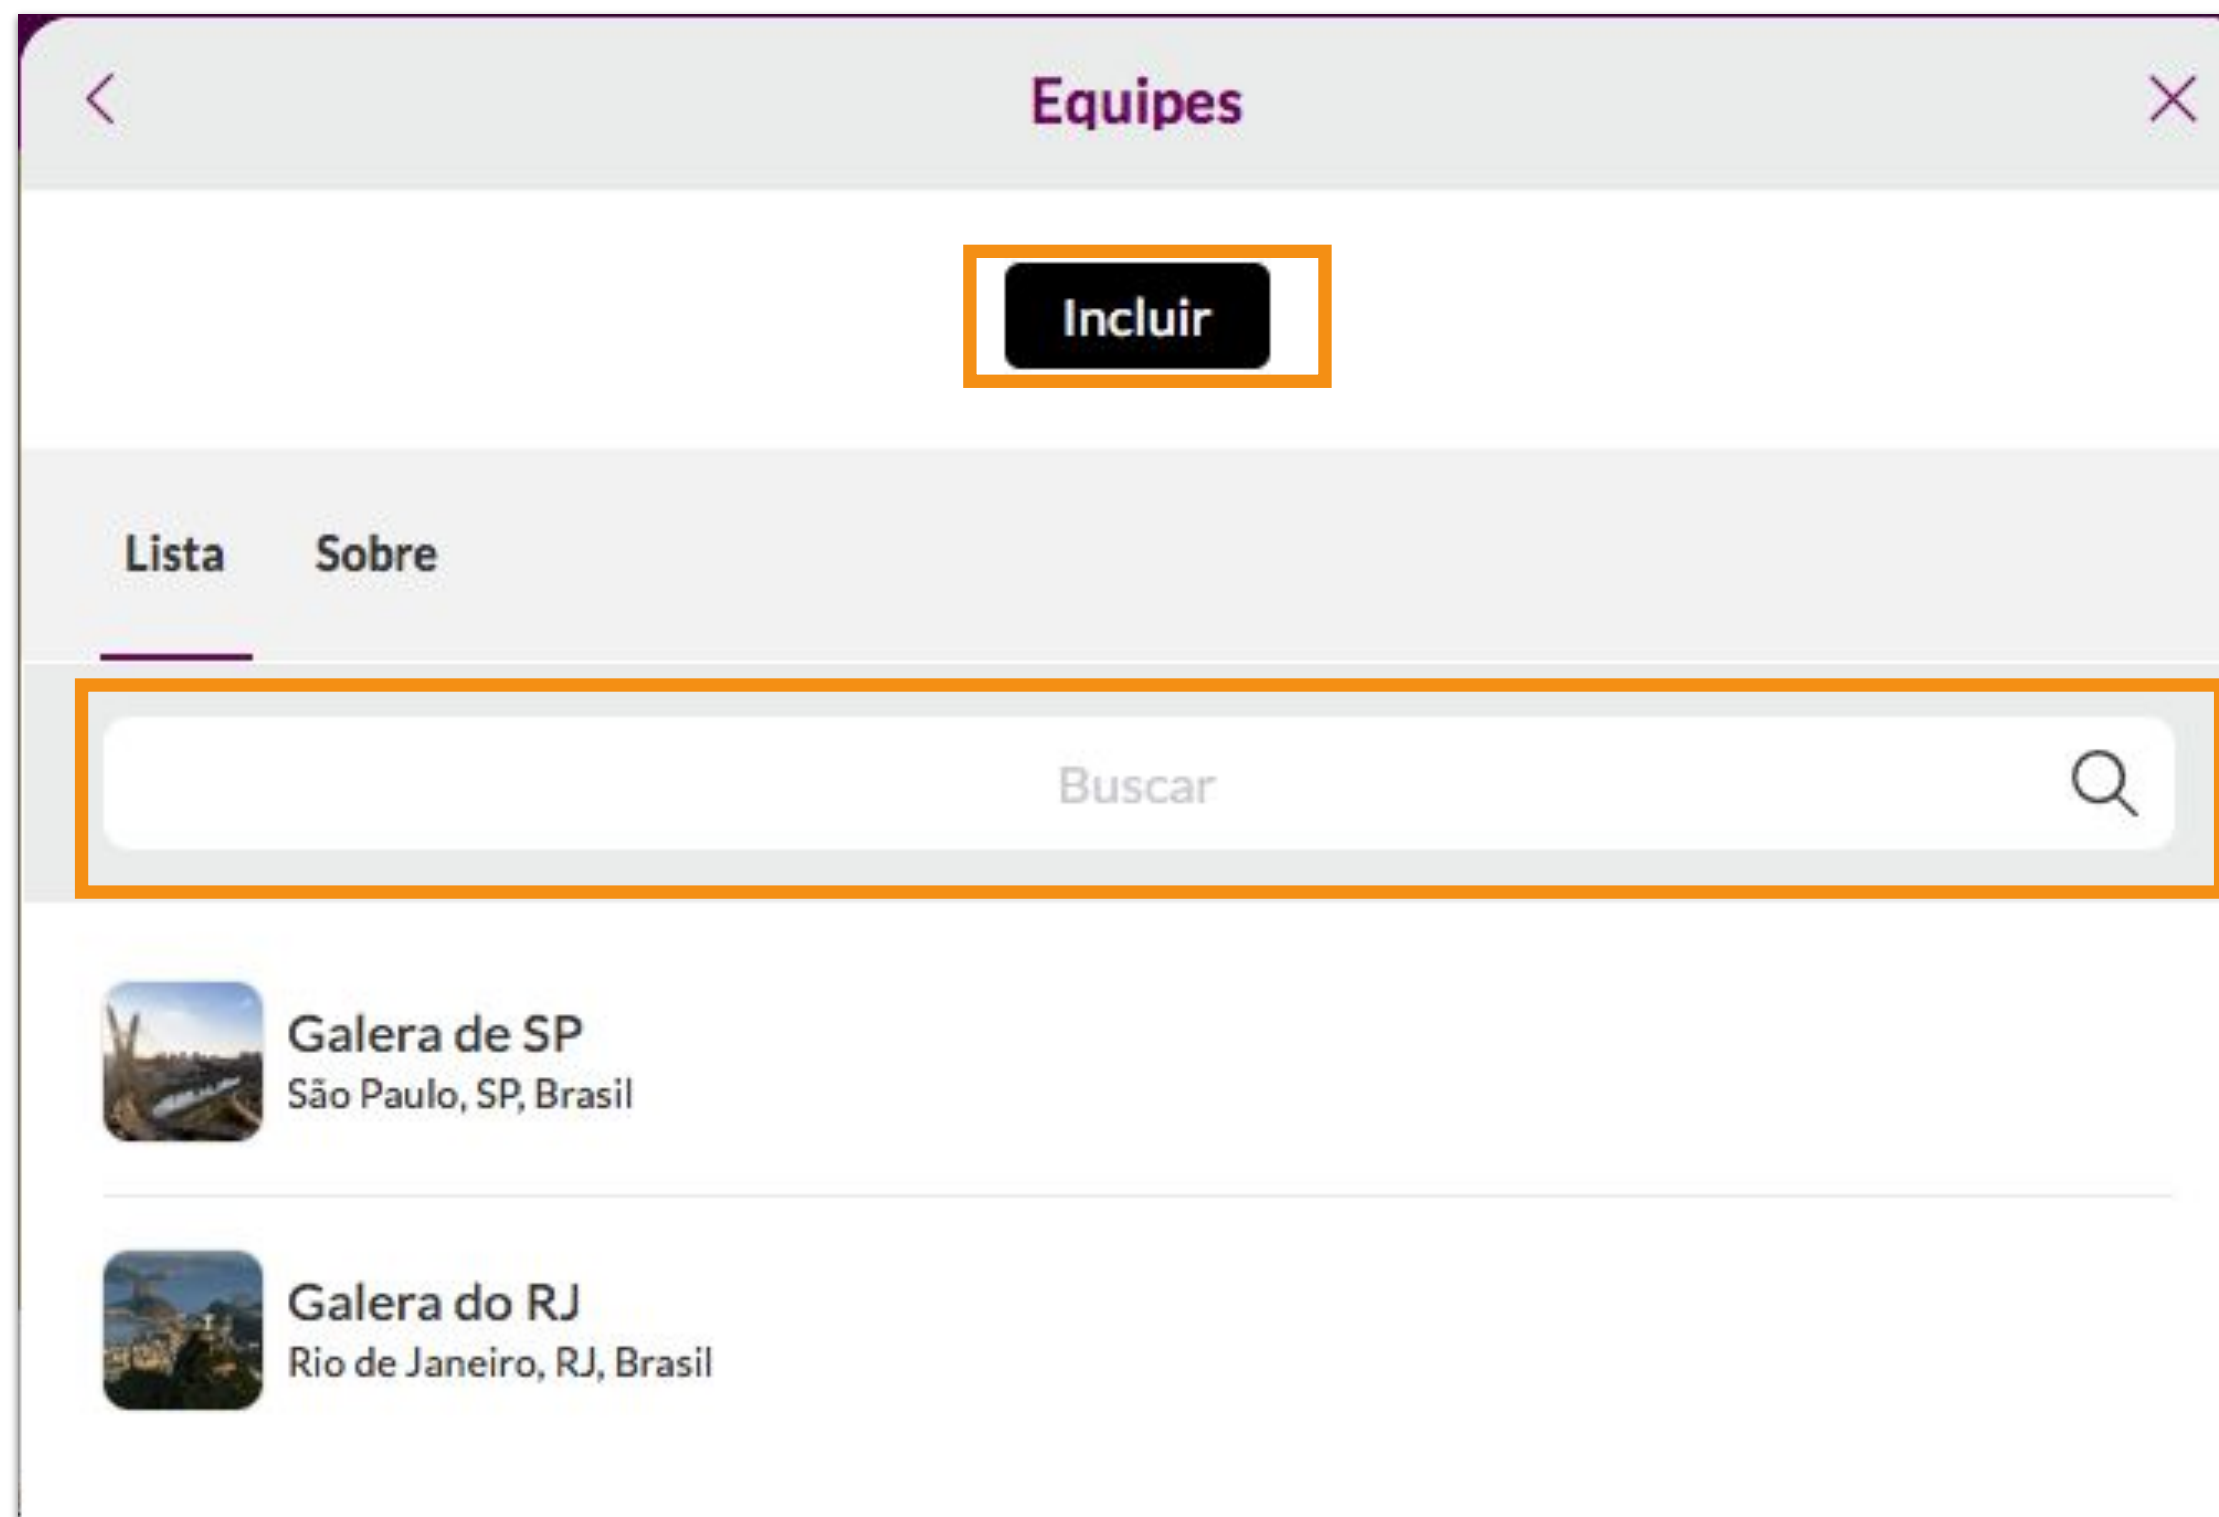 Equipes
Incluir
Lista Sobre
Buscar
Galera de SP
São Paulo, SP, Brasil
Galera do RJ
Rio de Janeiro, RJ, Brasil